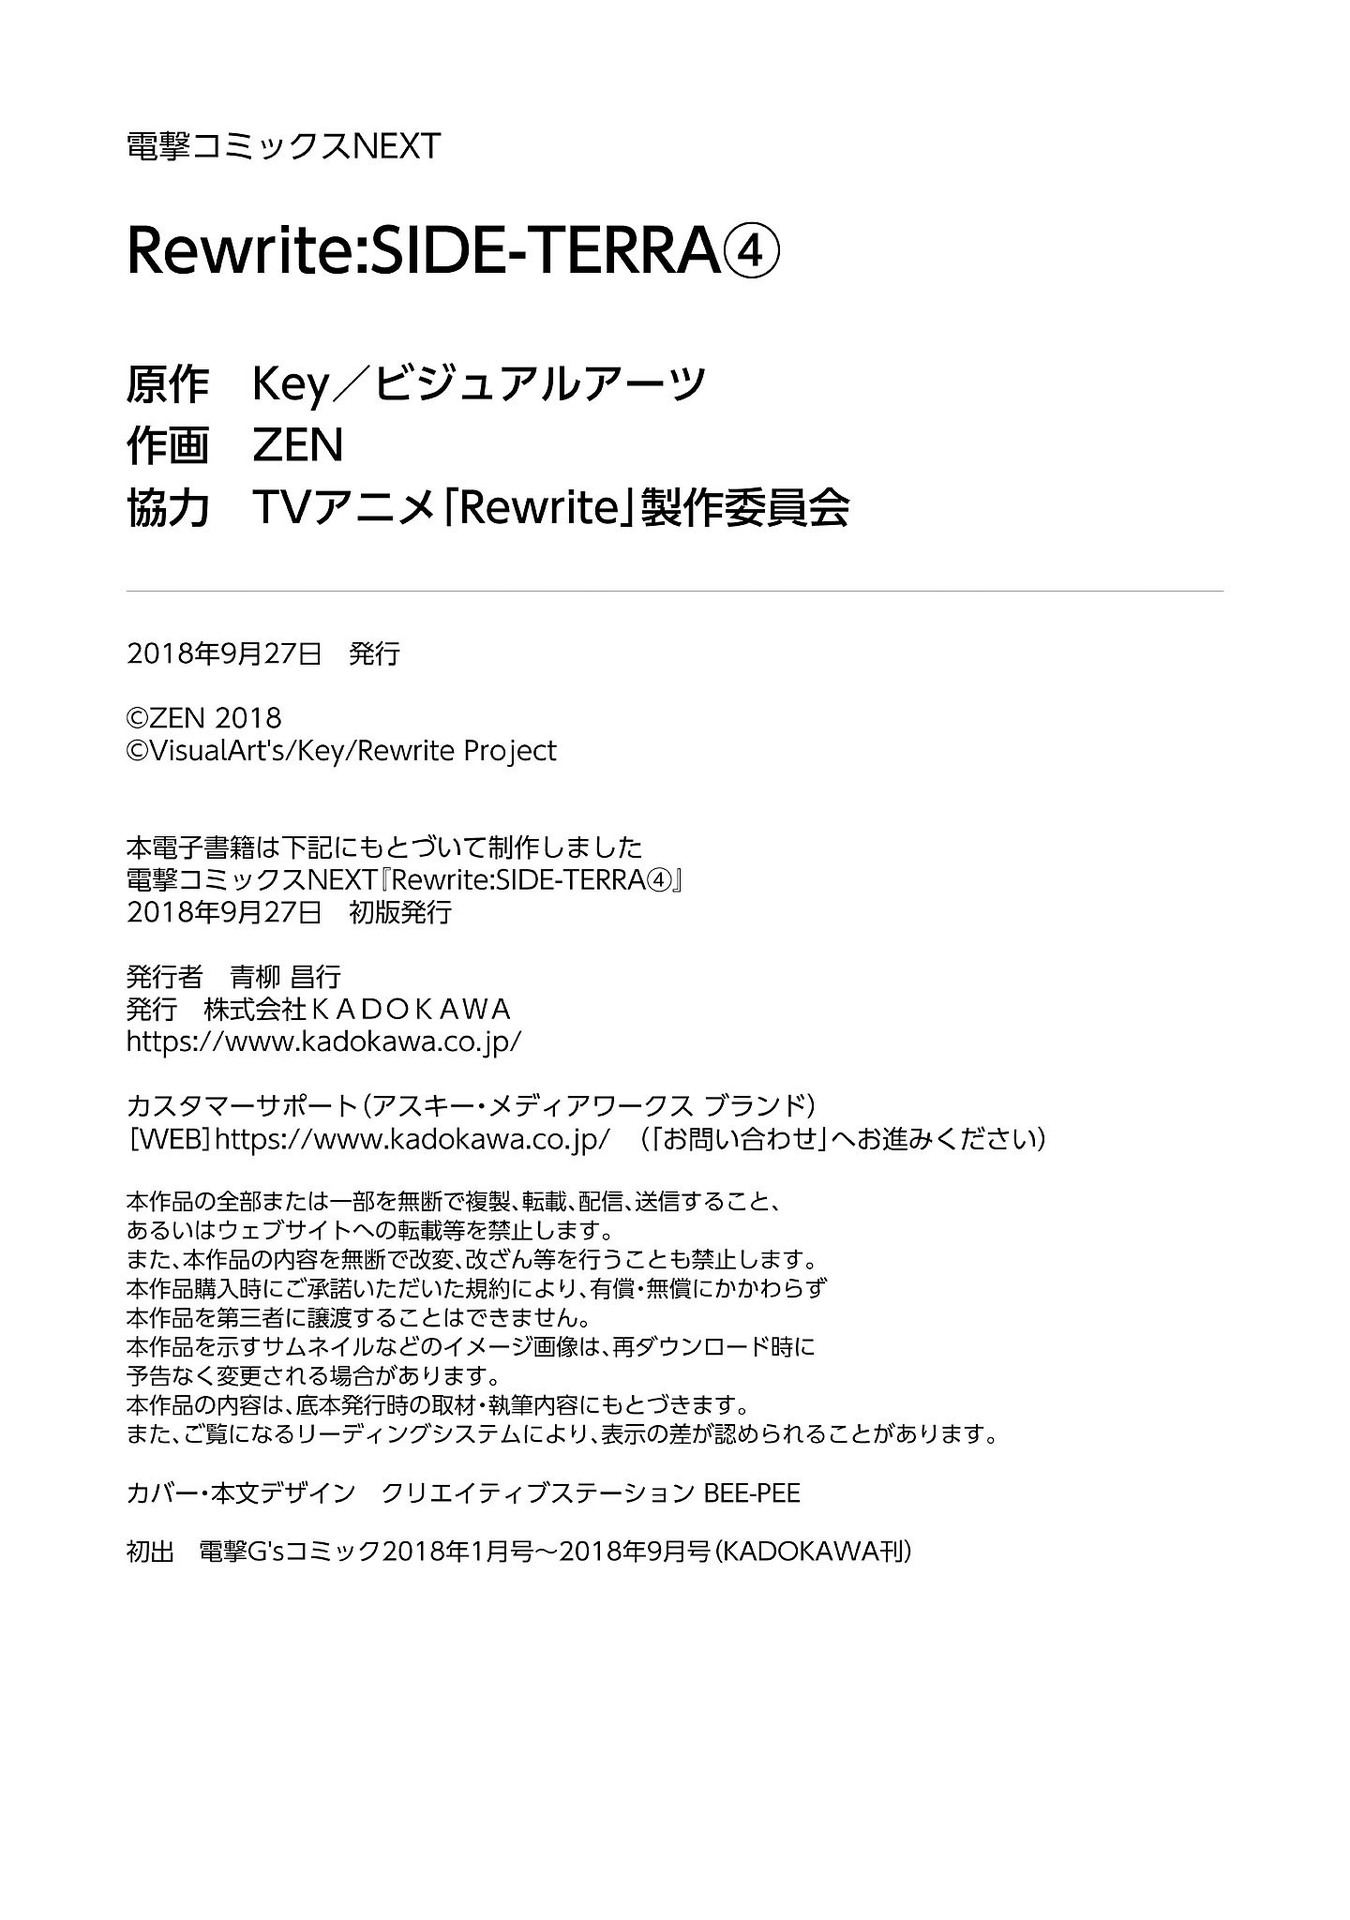 電撃コミックスNEXT
Rewrite:SIDE-TERRA④
原作　Key／ビジュアルアーツ
作画　ZEN
協力　TVアニメ「Rewrite」製作委員会
2018年9月27日　発行
©ZEN 2018
©VisualArt's/Key/Rewrite Project
本電子書籍は下記にもとづいて制作しました
電撃コミックスNEXT『Rewrite:SIDE-TERRA④』
2018年9月27日　初版発行
発行者　青柳 昌行
発行　株式会社ＫＡＤＯＫＡＷＡ
https://www.kadokawa.co.jp/
カスタマーサポート（アスキー・メディアワークス ブランド）
［WEB］https://www.kadokawa.co.jp/　（「お問い合わせ」へお進みください）
本作品の全部または一部を無断で複製、転載、配信、送信すること、
あるいはウェブサイトへの転載等を禁止します。
また、本作品の内容を無断で改変、改ざん等を行うことも禁止します。
本作品購入時にご承諾いただいた規約により、有償・無償にかかわらず
本作品を第三者に譲渡することはできません。
本作品を示すサムネイルなどのイメージ画像は、再ダウンロード時に
予告なく変更される場合があります。
本作品の内容は、底本発行時の取材・執筆内容にもとづきます。
また、ご覧になるリーディングシステムにより、表示の差が認められることがあります。
カバー・本文デザイン　クリエイティブステーション BEE-PEE
初出　電撃G'sコミック2018年1月号～2018年9月号（KADOKAWA刊）